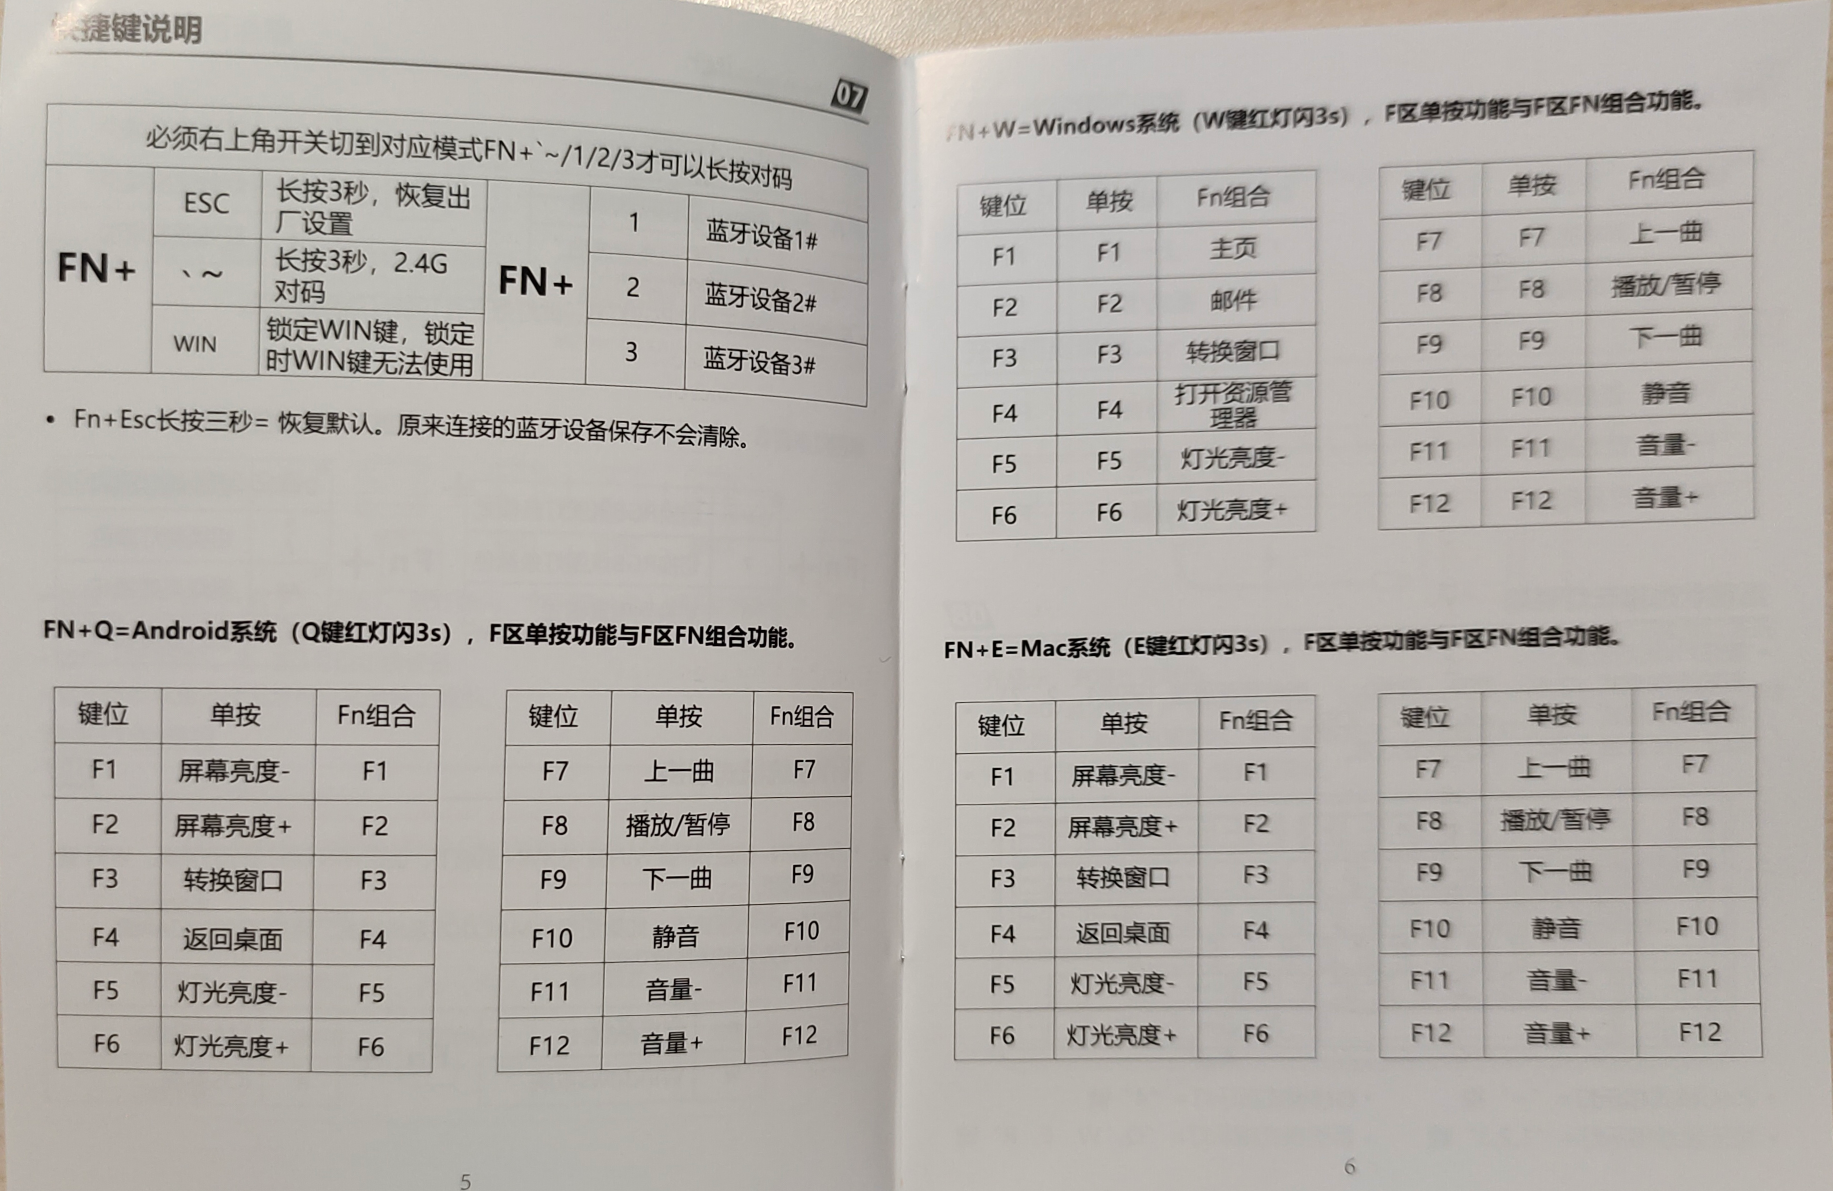 捷键说明
07
必须右上角开关切到对应模式FN+`~/1/2/3才可以长按对码
FN+
ESC
长按3秒，恢复出
厂设置
、~
长按3秒，2.4G
对码
WIN
锁定WIN键，锁定
时WIN键无法使用
FN+
1 蓝牙设备1#
2 蓝牙设备2#
3 蓝牙设备3#
• Fn+Esc长按三秒= 恢复默认。原来连接的蓝牙设备保存不会清除。
FN+Q=Android系统（Q键红灯闪3s），F区单按功能与F区FN组合功能。
键位 单按 Fn组合
F1 屏幕亮度- F1
F2 屏幕亮度+ F2
F3 转换窗口 F3
F4 返回桌面 F4
F5 灯光亮度- F5
F6 灯光亮度+ F6
键位 单按 Fn组合
F7 上一曲 F7
F8 播放/暂停 F8
F9 下一曲 F9
F10 静音 F10
F11 音量- F11
F12 音量+ F12
5
FN+W=Windows系统（W键红灯闪3s），F区单按功能与F区FN组合功能。
键位 单按 Fn组合
F1 F1 主页
F2 F2 邮件
F3 F3 转换窗口
F4 F4 打开资源管
理器
F5 F5 灯光亮度-
F6 F6 灯光亮度+
键位 单按 Fn组合
F7 F7 上一曲
F8 F8 播放/暂停
F9 F9 下一曲
F10 F10 静音
F11 F11 音量-
F12 F12 音量+
FN+E=Mac系统（E键红灯闪3s），F区单按功能与F区FN组合功能。
键位 单按 Fn组合
F1 屏幕亮度- F1
F2 屏幕亮度+ F2
F3 转换窗口 F3
F4 返回桌面 F4
F5 灯光亮度- F5
F6 灯光亮度+ F6
键位 单按 Fn组合
F7 上一曲 F7
F8 播放/暂停 F8
F9 下一曲 F9
F10 静音 F10
F11 音量- F11
F12 音量+ F12
6